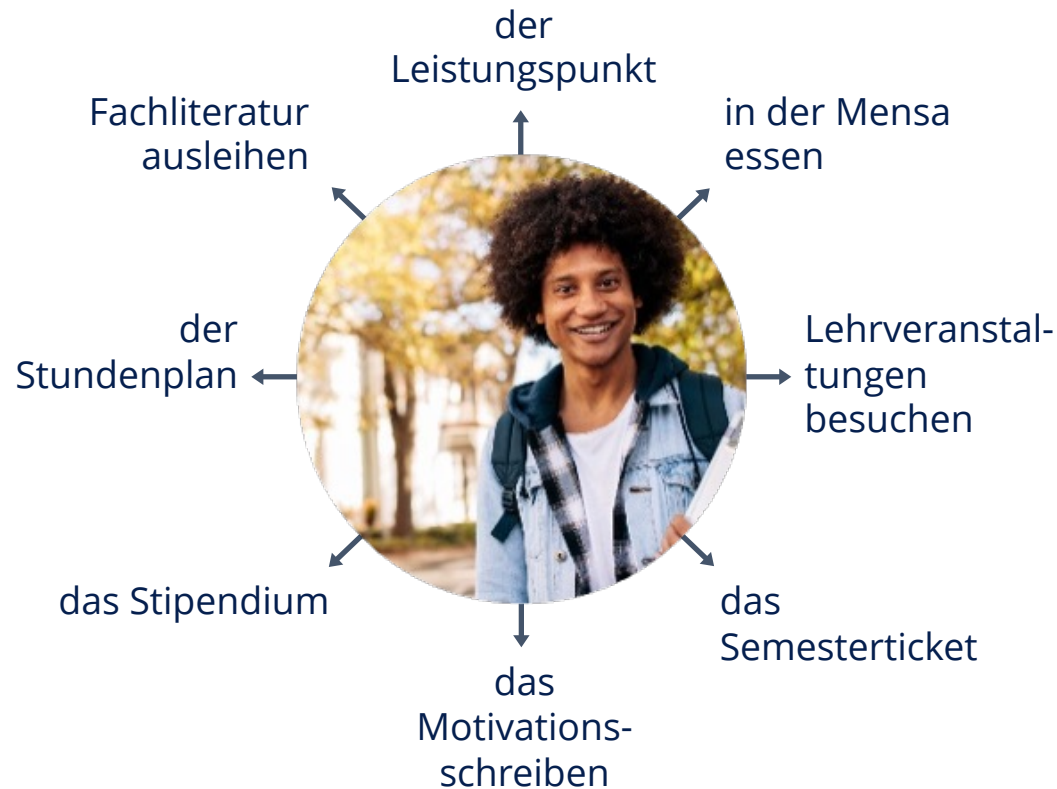 der
Leistungspunkt
Fachliteratur
ausleihen
in der Mensa
essen
der
Stundenplan
Lehrveranstal-
tungen
besuchen
das Stipendium
das
Semesterticket
das
Motivations-
schreiben